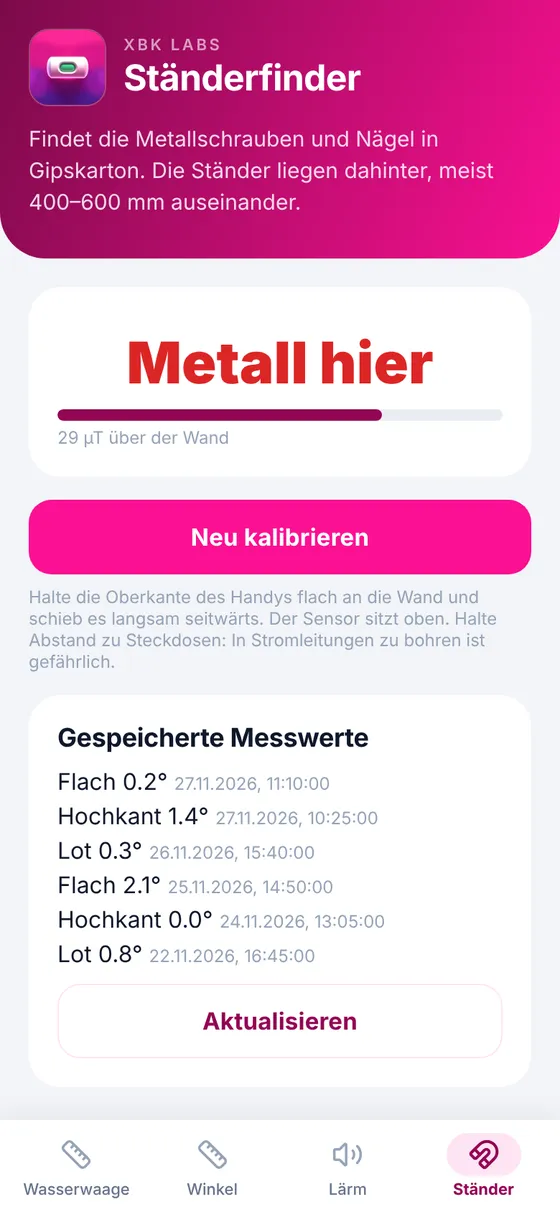 XBK LABS
Ständerfinder
Findet die Metallschrauben und Nägel in
Gipskarton. Die Ständer liegen dahinter, meist
400–600 mm auseinander.
Metall hier
29 µT über der Wand
Neu kalibrieren
Halte die Oberkante des Handys flach an die Wand und
schieb es langsam seitwärts. Der Sensor sitzt oben. Halte
Abstand zu Steckdosen: In Stromleitungen zu bohren ist
gefährlich.
Gespeicherte Messwerte
Flach 0.2° 27.11.2026, 11:10:00
Hochkant 1.4° 27.11.2026, 10:25:00
Lot 0.3° 26.11.2026, 15:40:00
Flach 2.1° 25.11.2026, 14:50:00
Hochkant 0.0° 24.11.2026, 13:05:00
Lot 0.8° 22.11.2026, 16:45:00
Aktualisieren
Wasserwaage Winkel Lärm Ständer